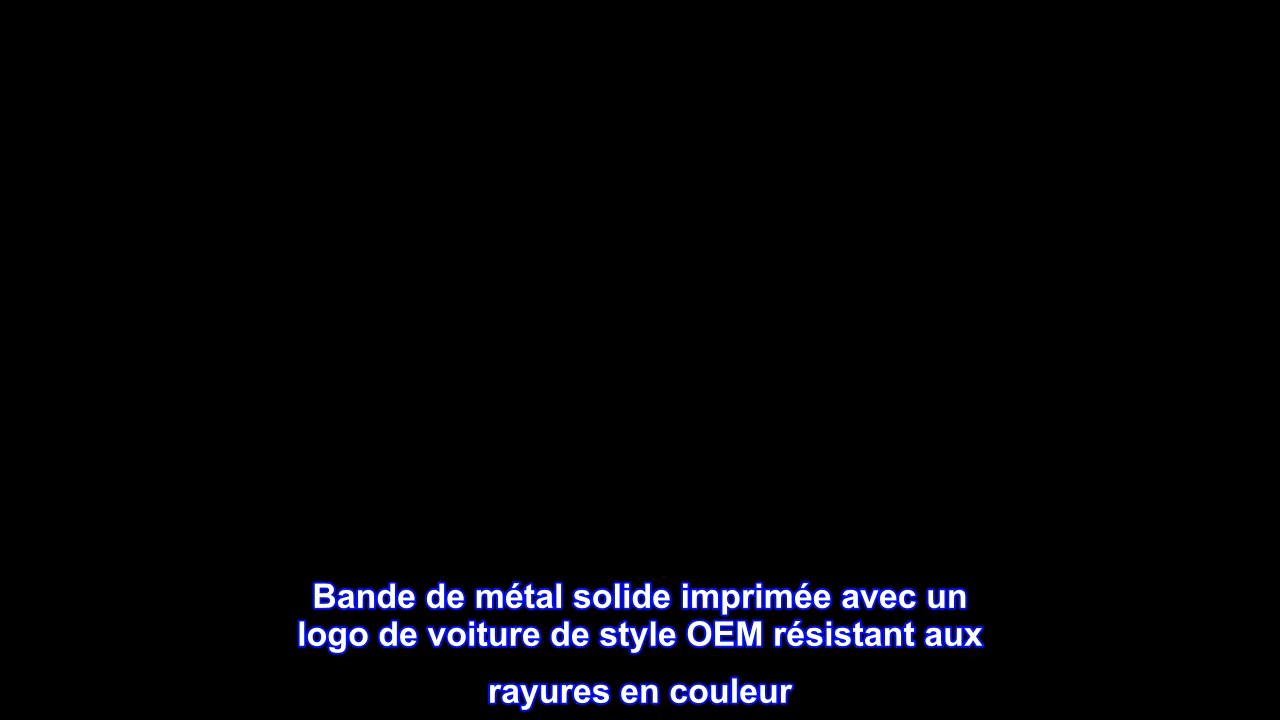 Bande de métal solide imprimée avec un
logo de voiture de style OEM résistant aux
rayures en couleur